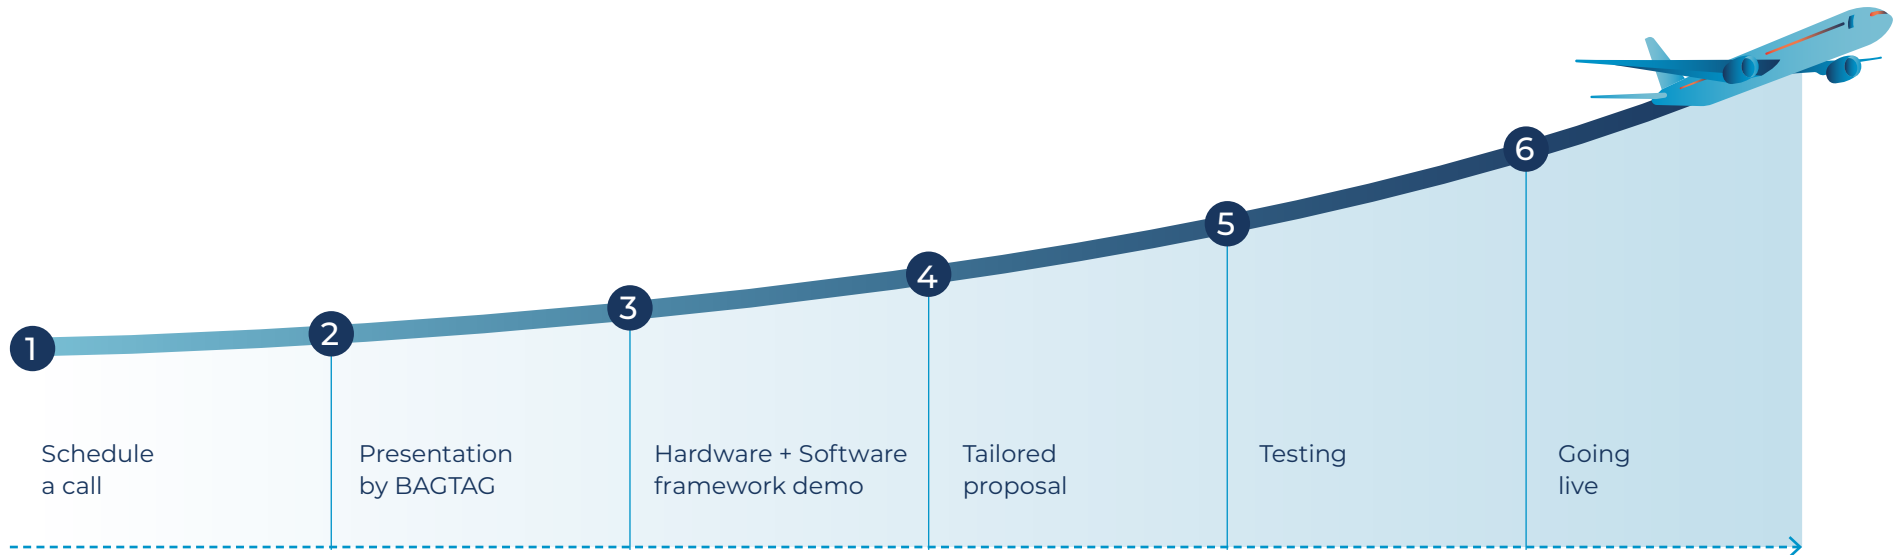 1
2
3
4
5
6
Schedule
a call
Presentation
by BAGTAG
Hardware + Software
framework demo
Tailored
proposal
Testing
Going
live